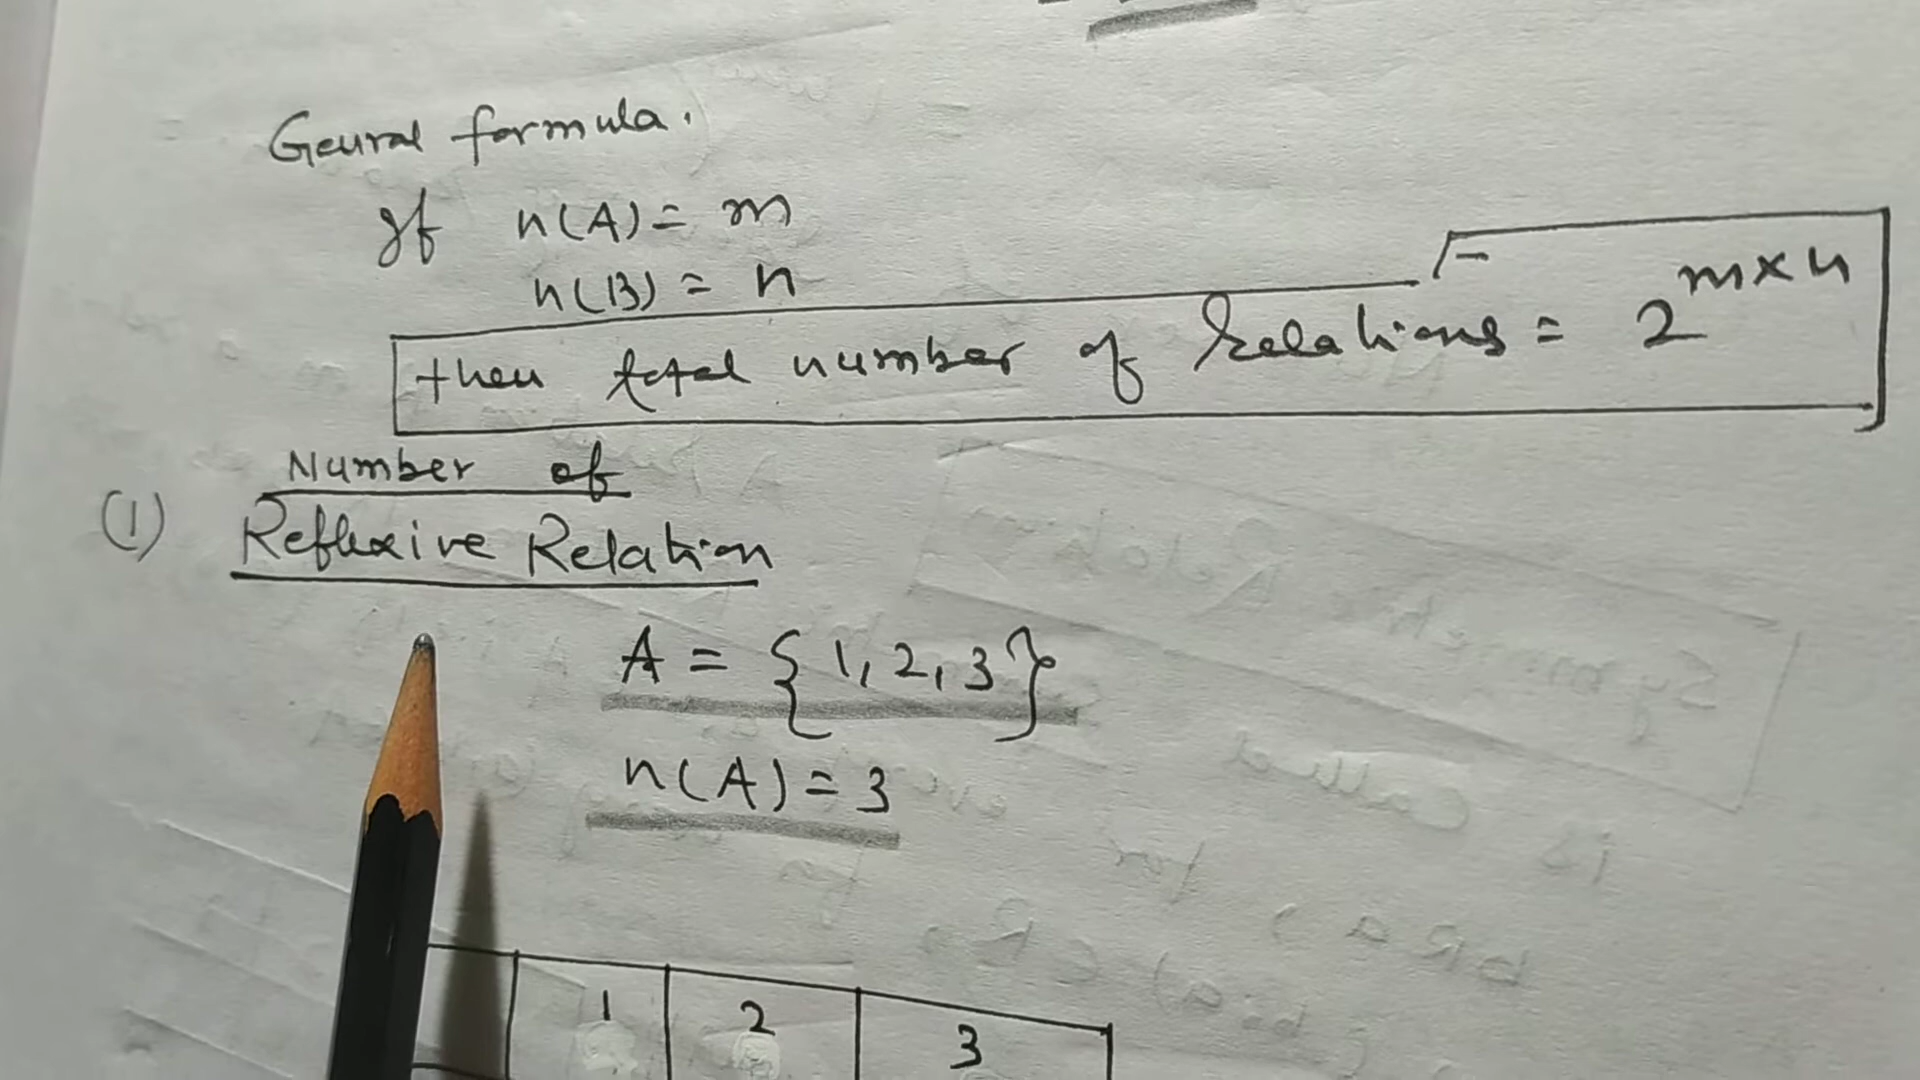 General formula.
If n(A) = m
n(B) = n
then total number of Relations = 2^{m×n}
Number of
(1) Reflexive Relation
A = {1, 2, 3}
n(A) = 3
1 2 3